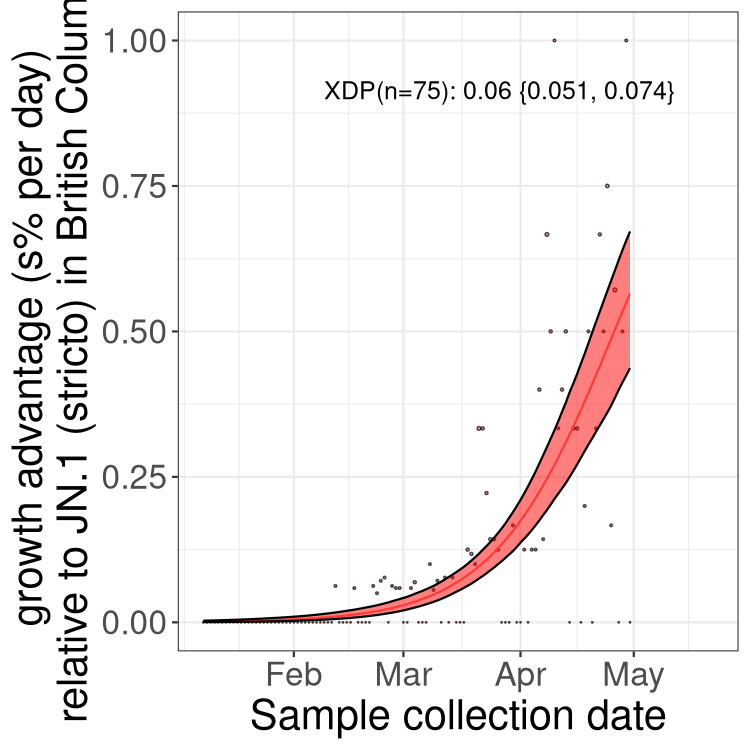 growth advantage (s% per day)
relative to JN.1 (stricto) in British Colum
1.00
0.75
0.50
0.25
0.00
XDP(n=75): 0.06 {0.051, 0.074}
Feb Mar Apr May
Sample collection date